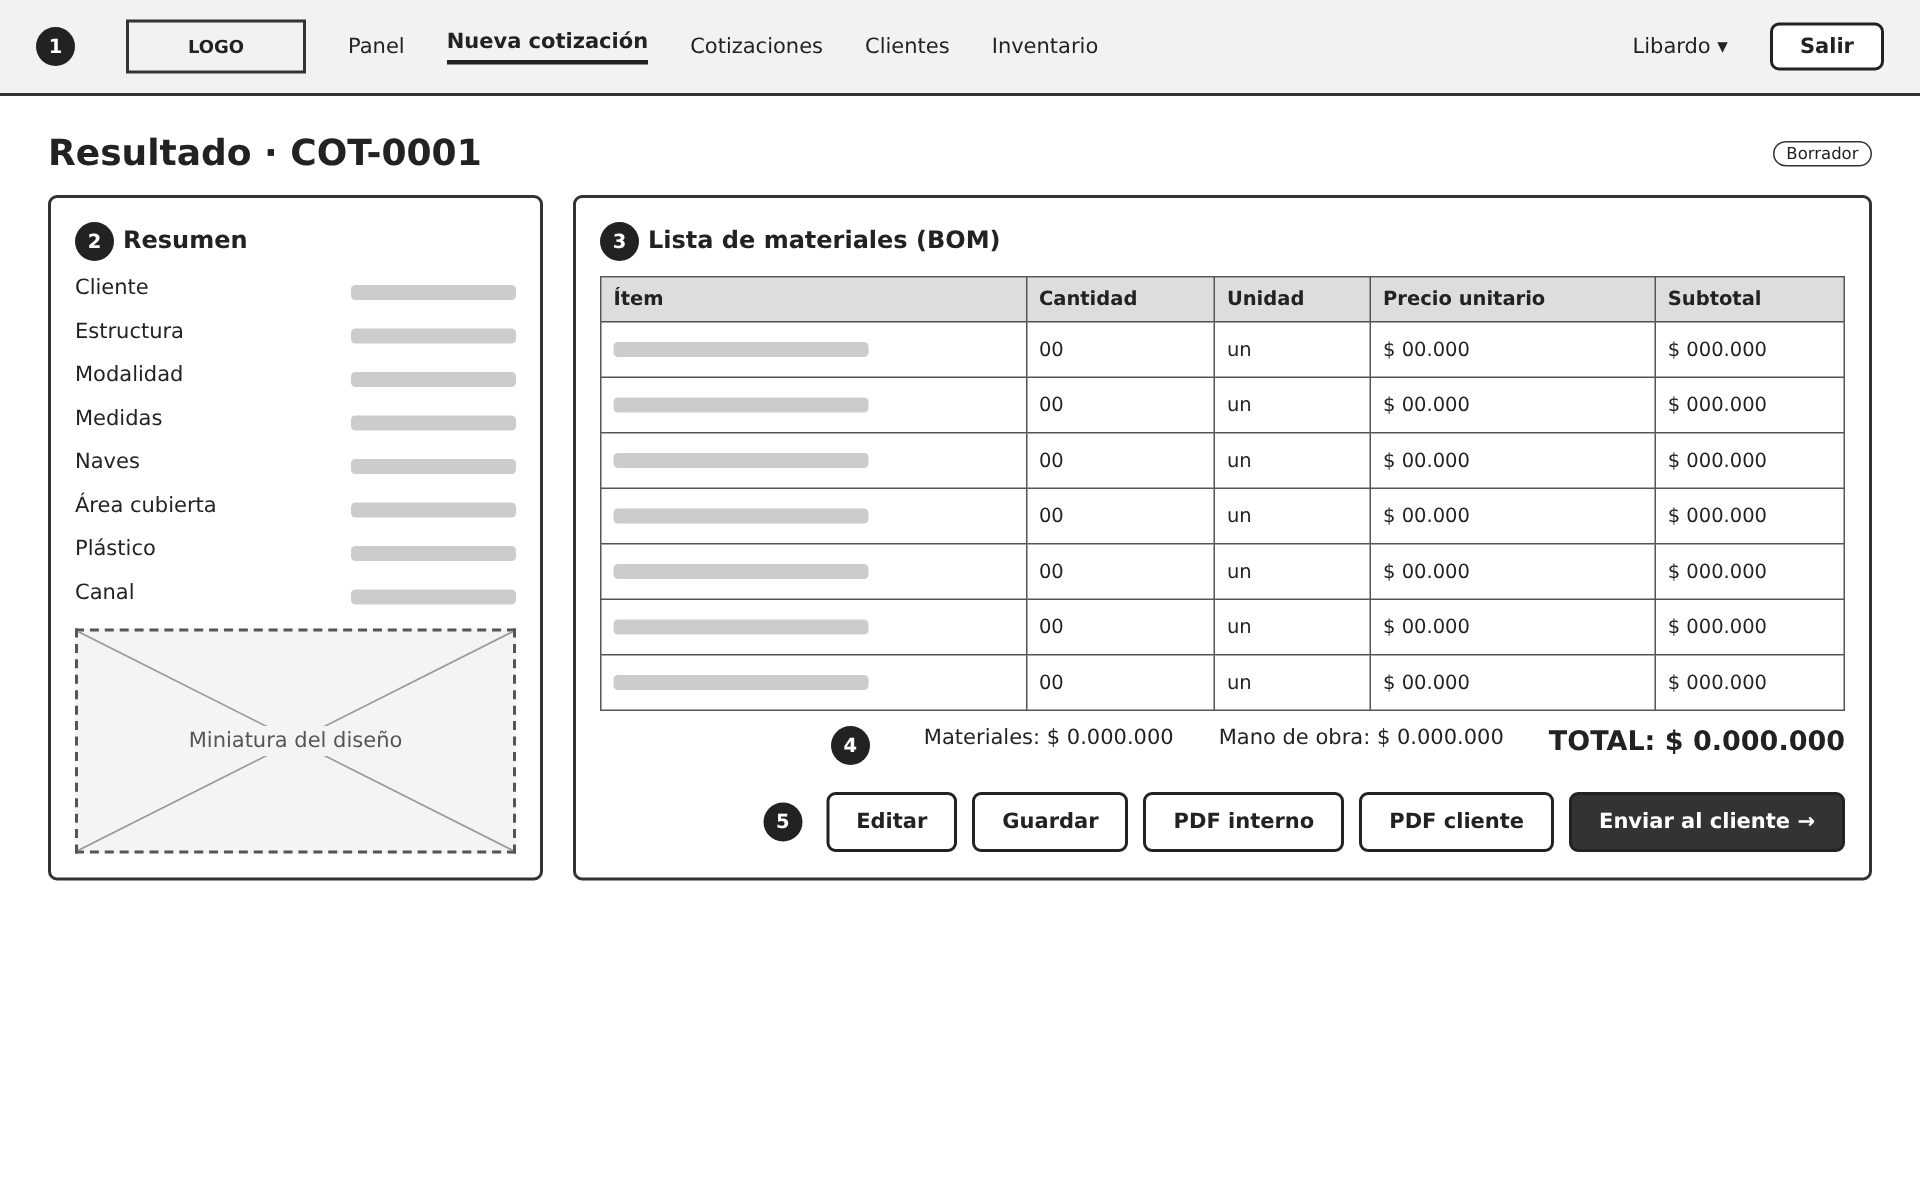 1 LOGO Panel Nueva cotización Cotizaciones Clientes Inventario Libardo ▾ Salir
Resultado · COT-0001 Borrador
2 Resumen
Cliente
Estructura
Modalidad
Medidas
Naves
Área cubierta
Plástico
Canal
Miniatura del diseño
3 Lista de materiales (BOM)
Ítem Cantidad Unidad Precio unitario Subtotal
00 un $ 00.000 $ 000.000
00 un $ 00.000 $ 000.000
00 un $ 00.000 $ 000.000
00 un $ 00.000 $ 000.000
00 un $ 00.000 $ 000.000
00 un $ 00.000 $ 000.000
00 un $ 00.000 $ 000.000
4 Materiales: $ 0.000.000 Mano de obra: $ 0.000.000 TOTAL: $ 0.000.000
5 Editar Guardar PDF interno PDF cliente Enviar al cliente →